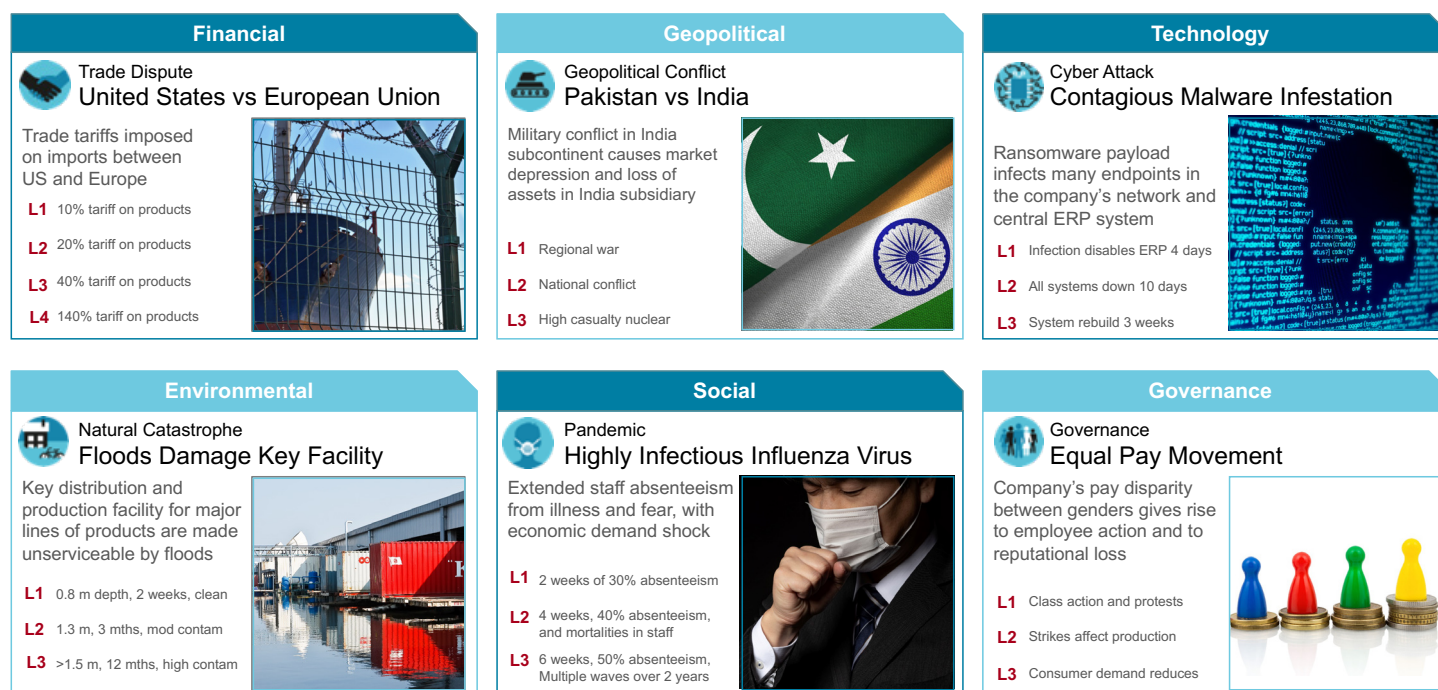 Financial
Trade Dispute
United States vs European Union
Trade tariffs imposed
on imports between
US and Europe
L1 10% tariff on products
L2 20% tariff on products
L3 40% tariff on products
L4 140% tariff on products
Geopolitical
Geopolitical Conflict
Pakistan vs India
Military conflict in India
subcontinent causes market
depression and loss of
assets in India subsidiary
L1 Regional war
L2 National conflict
L3 High casualty nuclear
Technology
Cyber Attack
Contagious Malware Infestation
Ransomware payload
infects many endpoints in
the company's network and
central ERP system
L1 Infection disables ERP 4 days
L2 All systems down 10 days
L3 System rebuild 3 weeks
Environmental
Natural Catastrophe
Floods Damage Key Facility
Key distribution and
production facility for major
lines of products are made
unserviceable by floods
L1 0.8 m depth, 2 weeks, clean
L2 1.3 m, 3 mths, mod contam
L3 >1.5 m, 12 mths, high contam
Social
Pandemic
Highly Infectious Influenza Virus
Extended staff absenteeism
from illness and fear, with
economic demand shock
L1 2 weeks of 30% absenteeism
L2 4 weeks, 40% absenteeism,
and mortalities in staff
L3 6 weeks, 50% absenteeism,
Multiple waves over 2 years
Governance
Governance
Equal Pay Movement
Company's pay disparity
between genders gives rise
to employee action and to
reputational loss
L1 Class action and protests
L2 Strikes affect production
L3 Consumer demand reduces